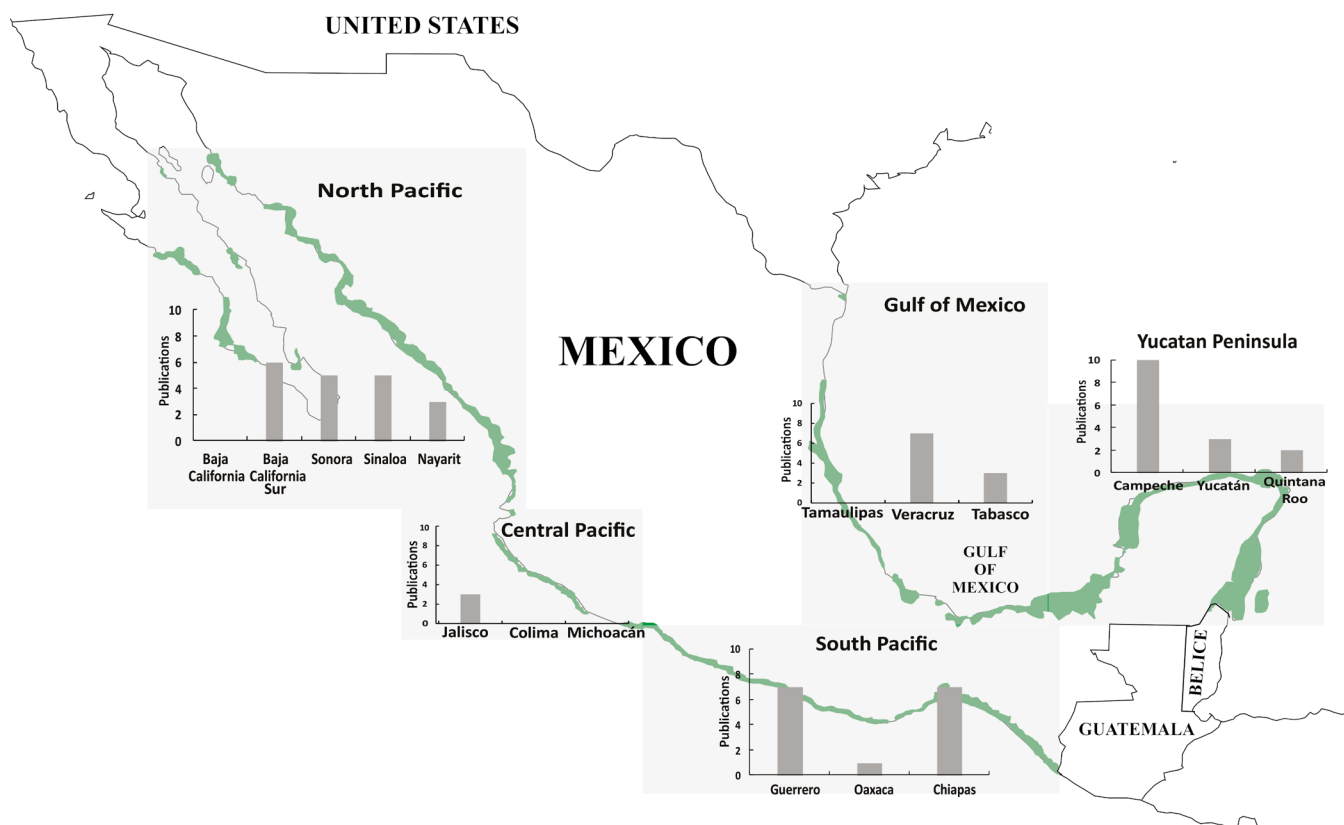 UNITED STATES
North Pacific
MEXICO
Gulf of Mexico
Yucatan Peninsula
Publications
10
8
6
4
2
0
Baja
California
Baja
California
Sur
Sonora
Sinaloa
Nayarit
Central Pacific
Publications
10
8
6
4
2
0
Jalisco
Colima
Michoacán
Publications
10
8
6
4
2
0
Tamaulipas
Veracruz
Tabasco
GULF
OF
MEXICO
Publications
10
8
6
4
2
0
Campeche
Yucatán
Quintana
Roo
South Pacific
Publications
10
8
6
4
2
0
Guerrero
Oaxaca
Chiapas
BELICE
GUATEMALA